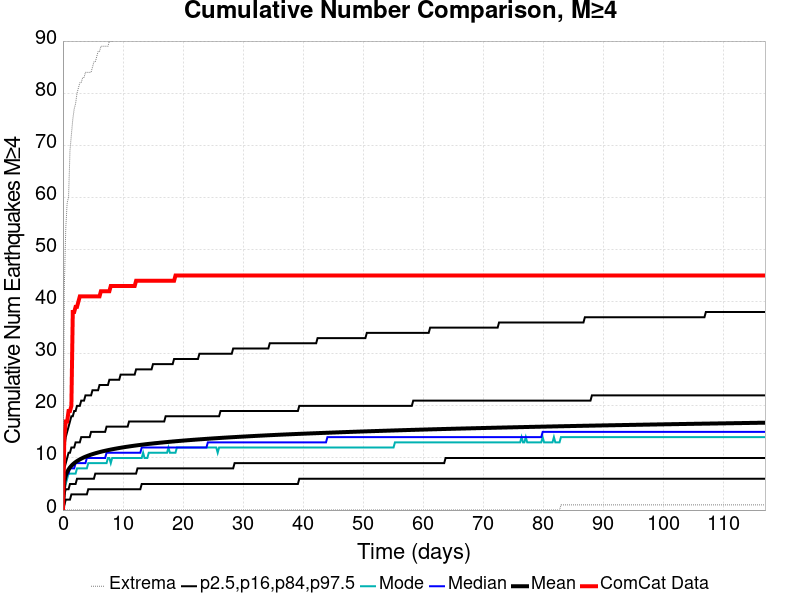 Cumulative Number Comparison, M≥4
Cumulative Num Earthquakes M≥4
90
80
70
60
50
40
30
20
10
0
0 10 20 30 40 50 60 70 80 90 100 110
Time (days)
Extrema p2.5,p16,p84,p97.5 Mode Median Mean ComCat Data